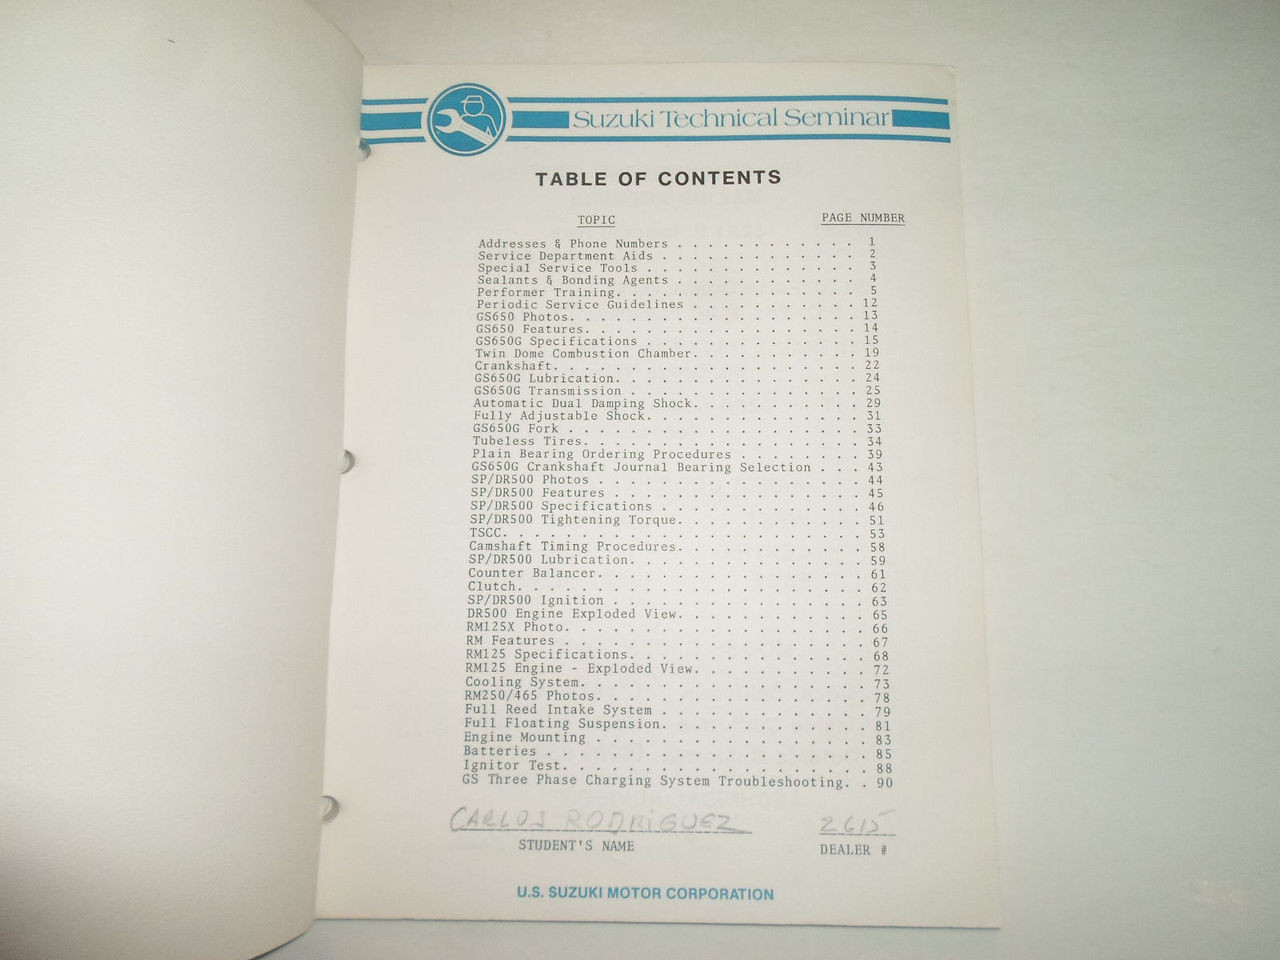 Suzuki Technical Seminar
TABLE OF CONTENTS
TOPIC PAGE NUMBER
Addresses & Phone Numbers . . . . . . . . . . . . 1
Service Department Aids . . . . . . . . . . . . . 2
Special Service Tools . . . . . . . . . . . . . . 3
Sealants & Bonding Agents . . . . . . . . . . . . 4
Performer Training. . . . . . . . . . . . . . . . 5
Periodic Service Guidelines . . . . . . . . . . . 12
GS650 Photos. . . . . . . . . . . . . . . . . . . 13
GS650 Features. . . . . . . . . . . . . . . . . . 14
GS650G Specifications . . . . . . . . . . . . . . 15
Twin Dome Combustion Chamber. . . . . . . . . . . 19
Crankshaft. . . . . . . . . . . . . . . . . . . . 22
GS650G Lubrication. . . . . . . . . . . . . . . . 24
GS650G Transmission . . . . . . . . . . . . . . . 25
Automatic Dual Damping Shock. . . . . . . . . . . 29
Fully Adjustable Shock. . . . . . . . . . . . . . 31
GS650G Fork . . . . . . . . . . . . . . . . . . . 33
Tubeless Tires. . . . . . . . . . . . . . . . . . 34
Plain Bearing Ordering Procedures . . . . . . . . 39
GS650G Crankshaft Journal Bearing Selection . . . 43
SP/DR500 Photos . . . . . . . . . . . . . . . . . 44
SP/DR500 Features . . . . . . . . . . . . . . . . 45
SP/DR500 Specifications . . . . . . . . . . . . . 46
SP/DR500 Tightening Torque. . . . . . . . . . . . 51
TSCC. . . . . . . . . . . . . . . . . . . . . . . 53
Camshaft Timing Procedures. . . . . . . . . . . . 58
SP/DR500 Lubrication. . . . . . . . . . . . . . . 59
Counter Balancer. . . . . . . . . . . . . . . . . 61
Clutch. . . . . . . . . . . . . . . . . . . . . . 62
SP/DR500 Ignition . . . . . . . . . . . . . . . . 63
DR500 Engine Exploded View. . . . . . . . . . . . 65
RM125X Photo. . . . . . . . . . . . . . . . . . . 66
RM Features . . . . . . . . . . . . . . . . . . . 67
RM125 Specifications. . . . . . . . . . . . . . . 68
RM125 Engine - Exploded View. . . . . . . . . . . 72
Cooling System. . . . . . . . . . . . . . . . . . 73
RM250/465 Photos. . . . . . . . . . . . . . . . . 78
Full Reed Intake System . . . . . . . . . . . . . 79
Full Floating Suspension. . . . . . . . . . . . . 81
Engine Mounting . . . . . . . . . . . . . . . . . 83
Batteries . . . . . . . . . . . . . . . . . . . . 85
Ignitor Test. . . . . . . . . . . . . . . . . . . 88
GS Three Phase Charging System Troubleshooting. . 90
CARLOS RODRIGUEZ 2615
STUDENT'S NAME DEALER #
U.S. SUZUKI MOTOR CORPORATION